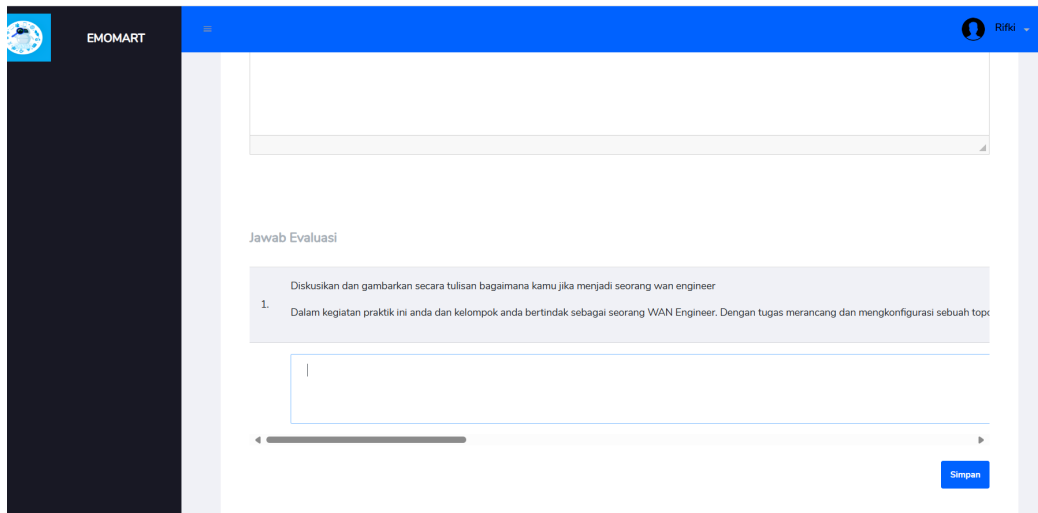 EMOMART
Rifki
Jawab Evaluasi
Diskusikan dan gambarkan secara tulisan bagaimana kamu jika menjadi seorang wan engineer
1.
Dalam kegiatan praktik ini anda dan kelompok anda bertindak sebagai seorang WAN Engineer. Dengan tugas merancang dan mengkonfigurasi sebuah topo
Simpan